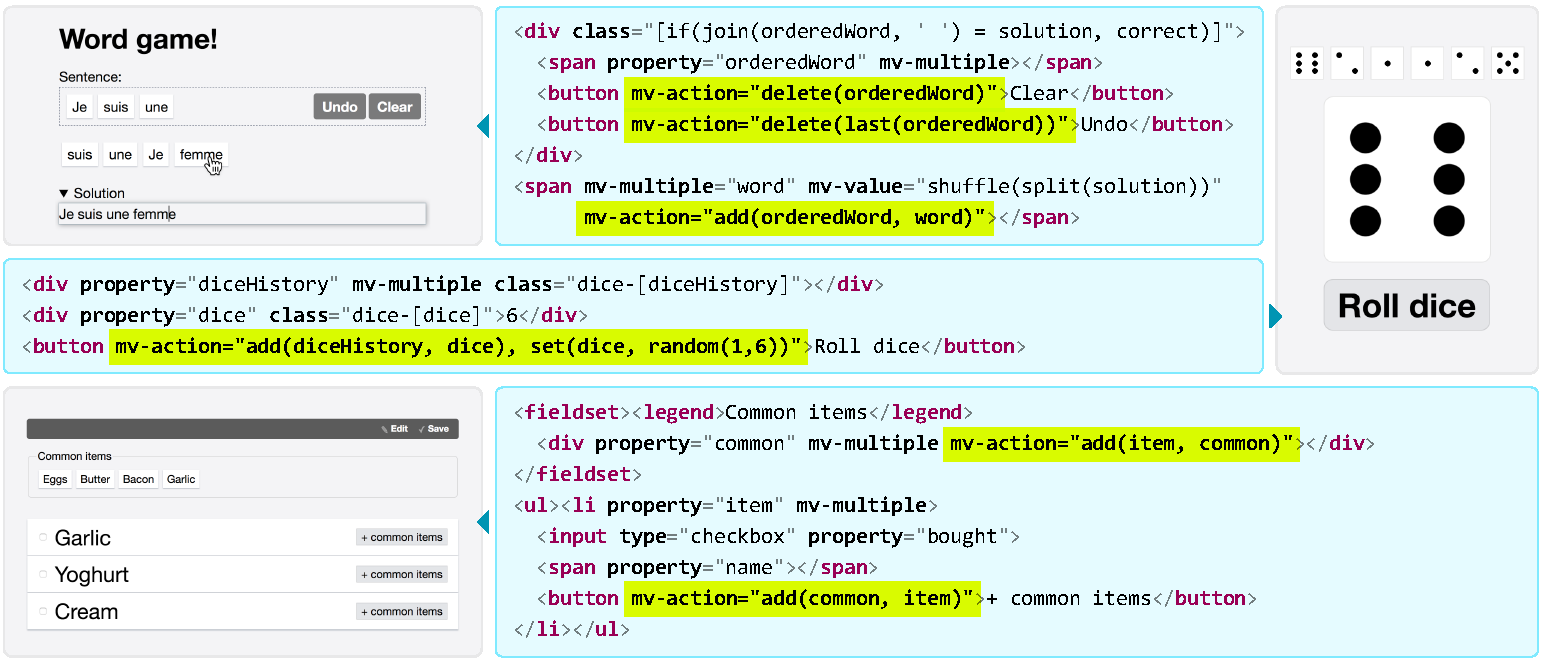 Word game!
Sentence:
Je suis une Undo Clear
suis une Je femme
▼ Solution
Je suis une femme
<div class="[if(join(orderedWord, ' ') = solution, correct)]">
<span property="orderedWord" mv-multiple></span>
<button mv-action="delete(orderedWord)">Clear</button>
<button mv-action="delete(last(orderedWord))">Undo</button>
</div>
<span mv-multiple="word" mv-value="shuffle(split(solution))"
mv-action="add(orderedWord, word)"></span>
Roll dice
<div property="diceHistory" mv-multiple class="dice-[diceHistory]"></div>
<div property="dice" class="dice-[dice]">6</div>
<button mv-action="add(diceHistory, dice), set(dice, random(1,6))">Roll dice</button>
Edit Save
Common items
Eggs Butter Bacon Garlic
Garlic + common items
Yoghurt + common items
Cream + common items
<fieldset><legend>Common items</legend>
<div property="common" mv-multiple mv-action="add(item, common)"></div>
</fieldset>
<ul><li property="item" mv-multiple>
<input type="checkbox" property="bought">
<span property="name"></span>
<button mv-action="add(common, item)">+ common items</button>
</li></ul>